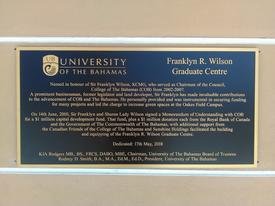 UB
UNIVERSITY
OF THE BAHAMAS
Franklyn R. Wilson
Graduate Centre
Named in honour of Sir Franklyn Wilson, KCMG, who served as Chairman of the Council,
College of The Bahamas (COB) from 2002-2007.
A prominent businessman, former legislator and land developer, Sir Franklyn has made invaluable contributions
to the advancement of COB and The Bahamas. He personally provided and was instrumental in securing funding
for many projects and led the charge to increase green spaces at the Oakes Field Campus.
On 14th June, 2005, Sir Franklyn and Sharon Lady Wilson signed a Memorandum of Understanding with COB
for a $1 million capital development fund. That fund, plus a $1 million donation each from the Royal Bank of Canada
and the Government of The Commonwealth of The Bahamas, with additional support from
the Canadian Friends of the College of The Bahamas and Sunshine Holdings facilitated the building
and equipping of the Franklyn R. Wilson Graduate Centre.
Dedicated: 17th May, 2018
Rodney D. Smith, B.A., M.A., Ed.M., Ed.D., President, University of The Bahamas